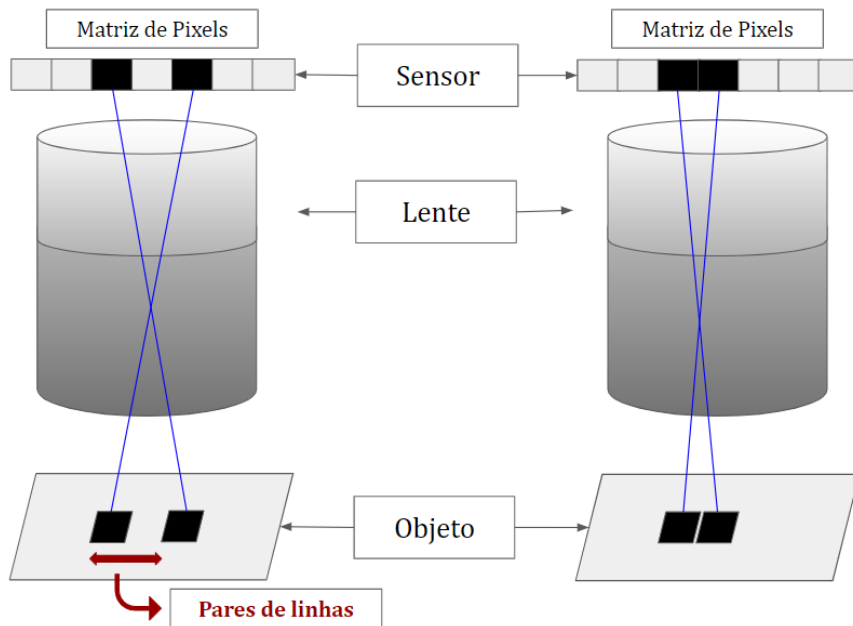 Matriz de Pixels
Matriz de Pixels
Sensor
Lente
Objeto
Pares de linhas